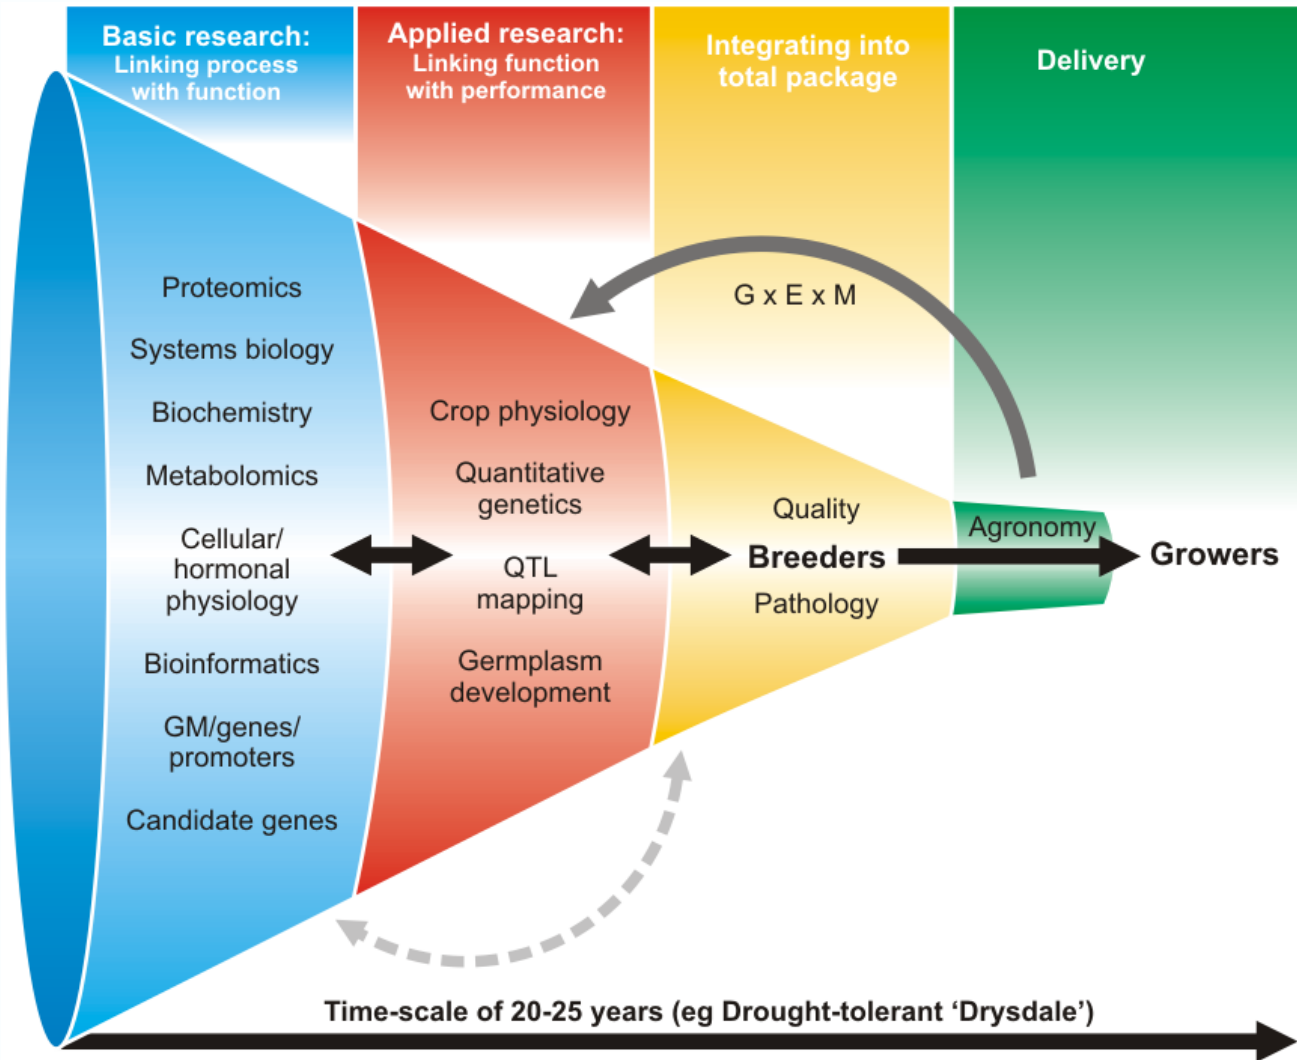 Basic research:
Linking process
with function
Applied research:
Linking function
with performance
Integrating into
total package
Delivery
Proteomics
Systems biology
Biochemistry
Metabolomics
Cellular/
hormonal
physiology
Bioinformatics
GM/genes/
promoters
Candidate genes
Crop physiology
Quantitative
genetics
QTL
mapping
Germplasm
development
G x E x M
Quality
Breeders
Pathology
Agronomy
Growers
Time-scale of 20-25 years (eg Drought-tolerant ‘Drysdale’)